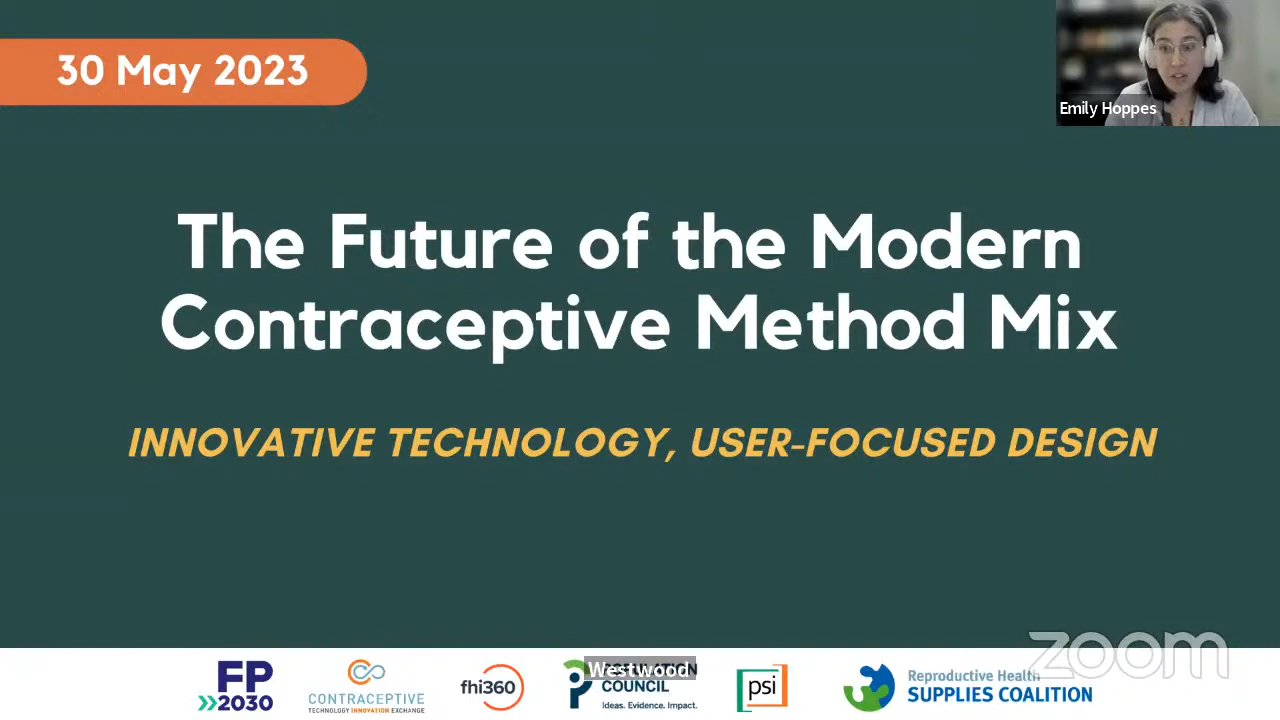 30 May 2023
Emily Hoppes
The Future of the Modern
Contraceptive Method Mix
INNOVATIVE TECHNOLOGY, USER-FOCUSED DESIGN
zoom
FP
2030
CONTRACEPTIVE
TECHNOLOGY INNOVATION EXCHANGE
fhi360
Westwood
COUNCIL
Ideas. Evidence. Impact.
psi
Reproductive Health
SUPPLIES COALITION